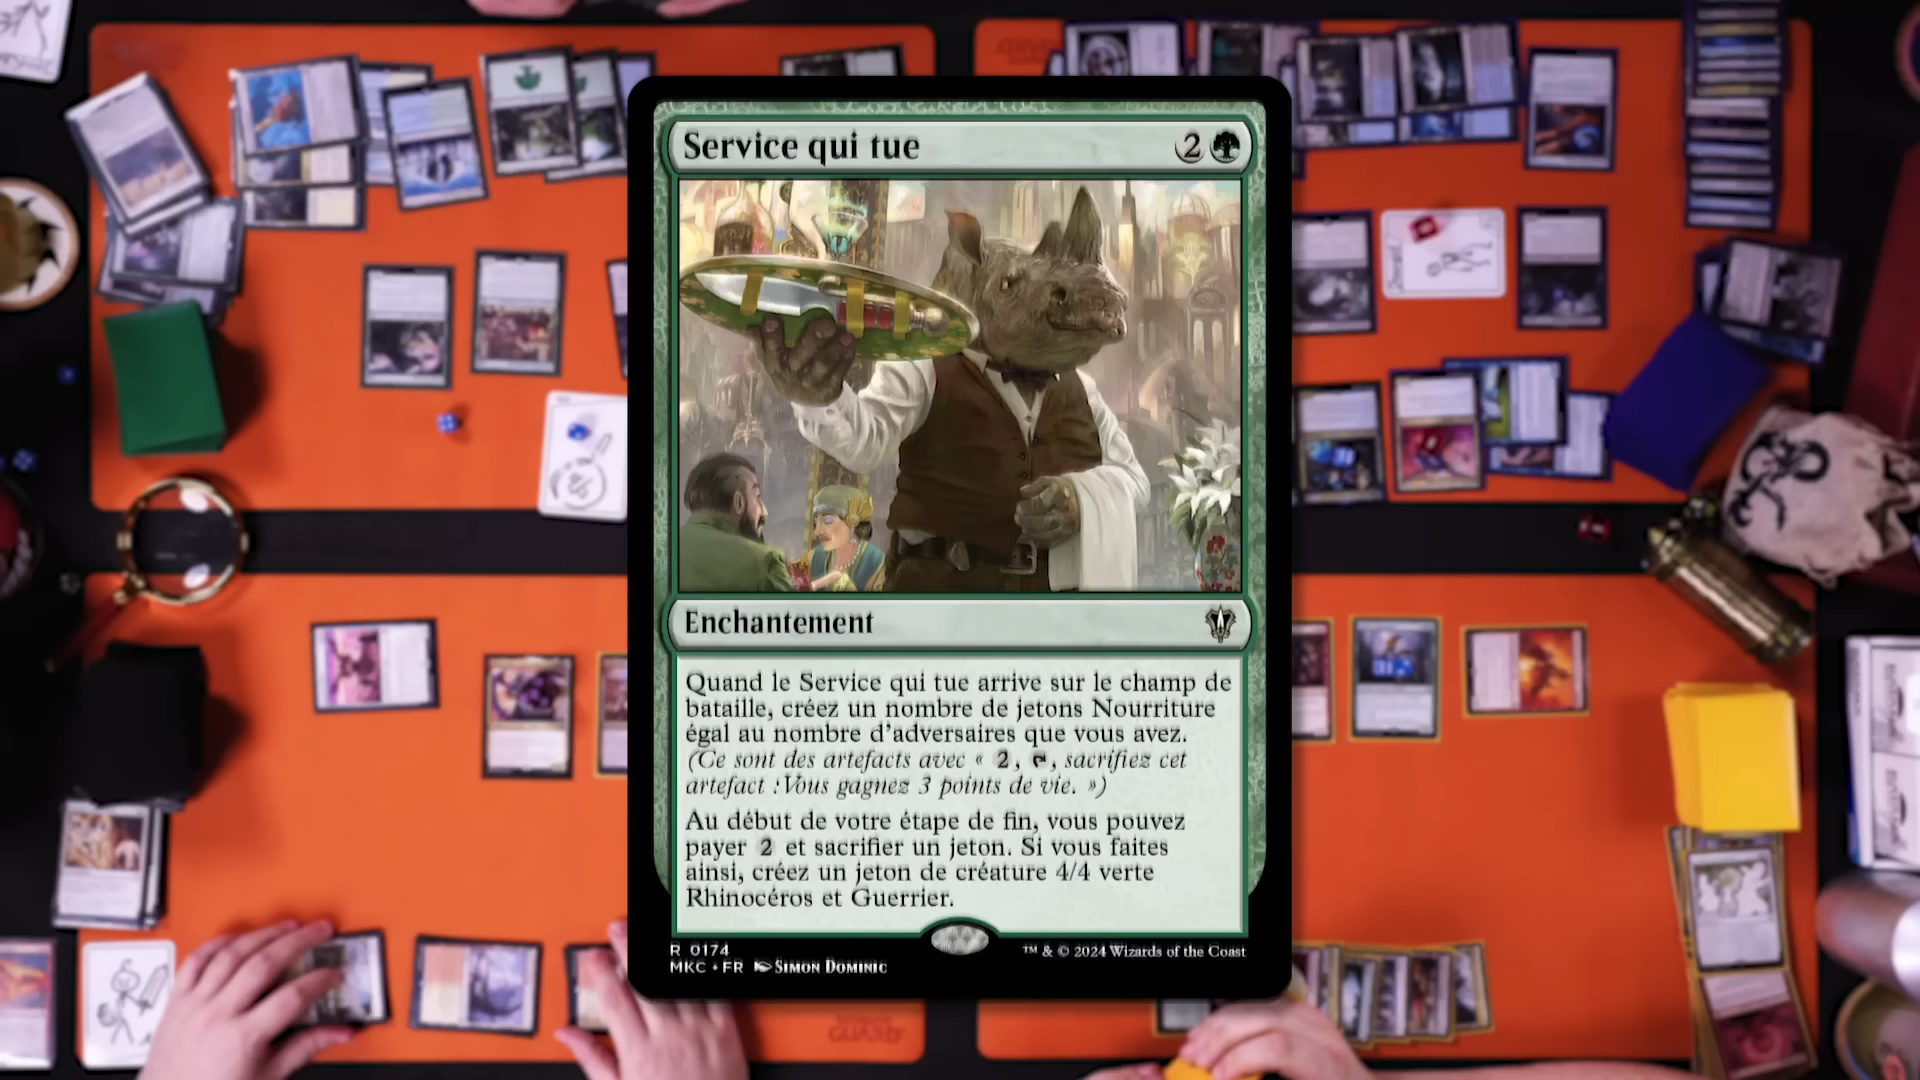 Service qui tue 2
Enchantement
Quand le Service qui tue arrive sur le champ de
bataille, créez un nombre de jetons Nourriture
égal au nombre d'adversaires que vous avez.
(Ce sont des artefacts avec « 2, , sacrifiez cet
artefact : Vous gagnez 3 points de vie. »)
Au début de votre étape de fin, vous pouvez
payer 2 et sacrifier un jeton. Si vous faites
ainsi, créez un jeton de créature 4/4 verte
Rhinocéros et Guerrier.
R 0174
MKC • FR SIMON DOMINIC
™ & © 2024 Wizards of the Coast
GUARD